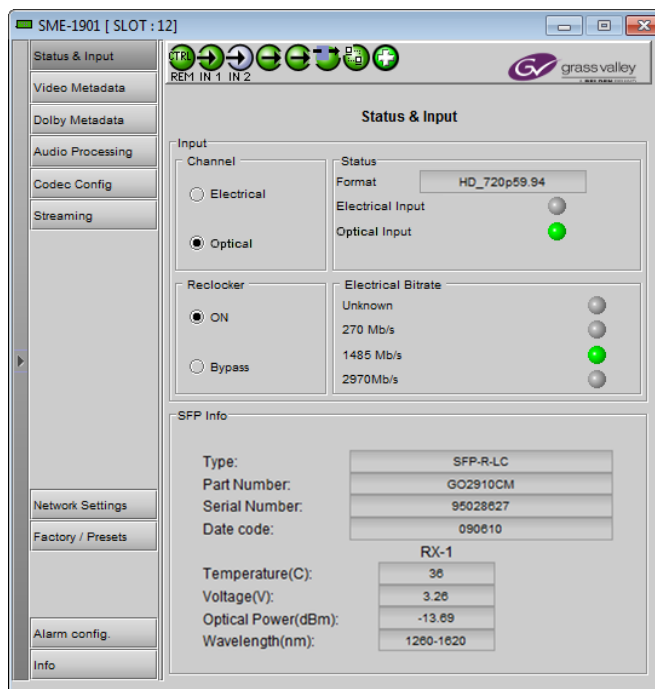 SME-1901 [ SLOT : 12]
Status & Input
Video Metadata
Dolby Metadata
Audio Processing
Codec Config
Streaming
Network Settings
Factory / Presets
Alarm config.
Info
CTRL
REM IN 1 IN 2
GV grass valley
A BELDEN BRAND
Status & Input
Input
Channel
Electrical
Optical
Status
Format HD_720p59.94
Electrical Input
Optical Input
Reclocker
ON
Bypass
Electrical Bitrate
Unknown
270 Mb/s
1485 Mb/s
2970Mb/s
SFP Info
Type: SFP-R-LC
Part Number: GO2910CM
Serial Number: 95028627
Date code: 090610
RX-1
Temperature(C): 36
Voltage(V): 3.26
Optical Power(dBm): -13.69
Wavelength(nm): 1260-1620